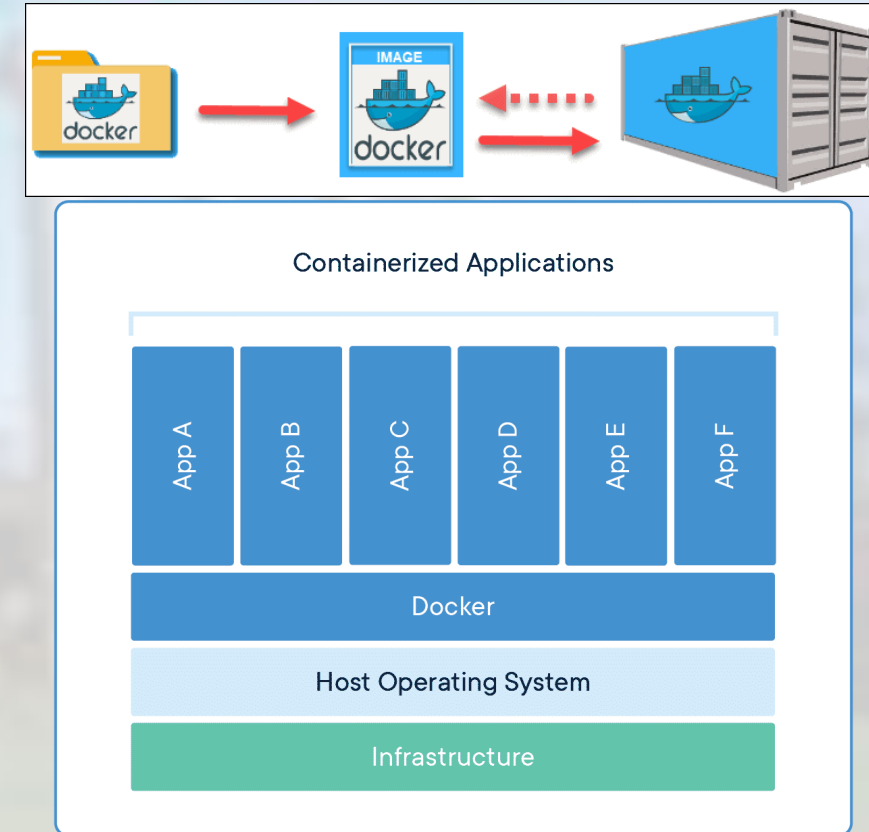 docker
IMAGE
docker
Containerized Applications
App A
App B
App C
App D
App E
App F
Docker
Host Operating System
Infrastructure